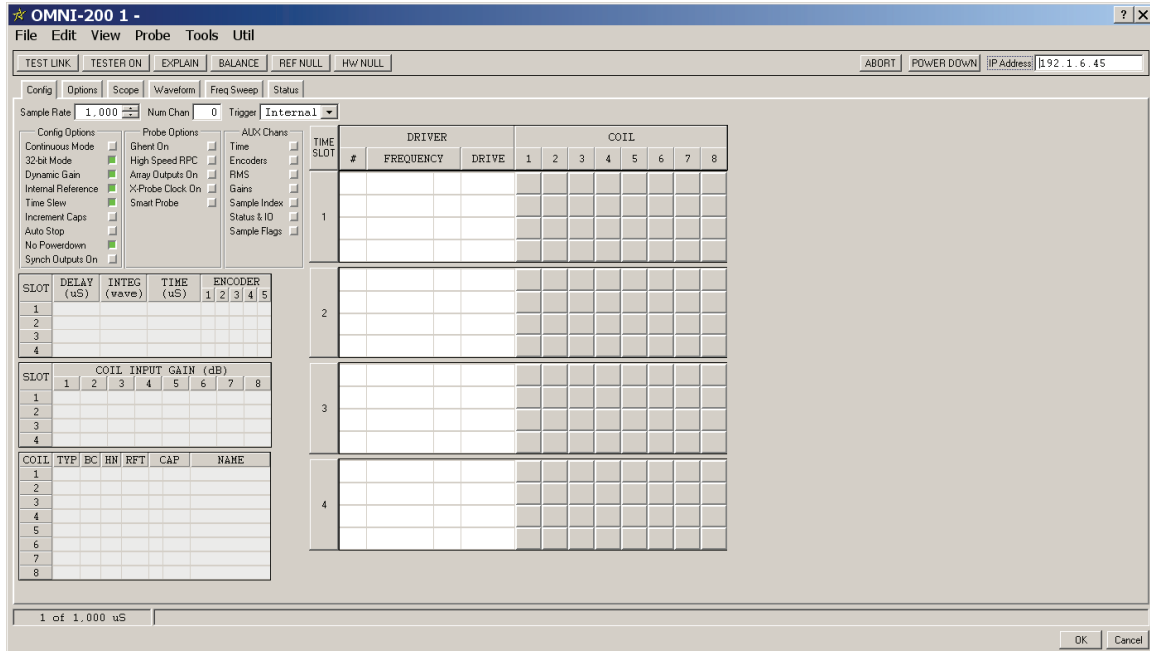 OMNI-200 1 -
? X
File Edit View Probe Tools Util
TEST LINK TESTER ON EXPLAIN BALANCE REF NULL HW NULL ABORT POWER DOWN IP Address 192.1.6.45
Config Options Scope Waveform Freq Sweep Status
Sample Rate 1,000 Num Chan 0 Trigger Internal
Config Options
Continuous Mode
32-bit Mode
Dynamic Gain
Internal Reference
Time Slew
Increment Caps
Auto Stop
No Powerdown
Synch Outputs On
Probe Options
Ghent On
High Speed RPC
Array Outputs On
X-Probe Clock On
Smart Probe
AUX Chans
Time
Encoders
RMS
Gains
Sample Index
Status & IO
Sample Flags
SLOT DELAY (uS) INTEG (wave) TIME (uS) ENCODER
1 2 3 4 5
1
2
3
4
SLOT COIL INPUT GAIN (dB)
1 2 3 4 5 6 7 8
1
2
3
4
COIL TYP BC HN RFT CAP NAME
1
2
3
4
5
6
7
8
TIME SLOT DRIVER COIL
# FREQUENCY DRIVE 1 2 3 4 5 6 7 8
1
2
3
4
1 of 1,000 uS
OK Cancel